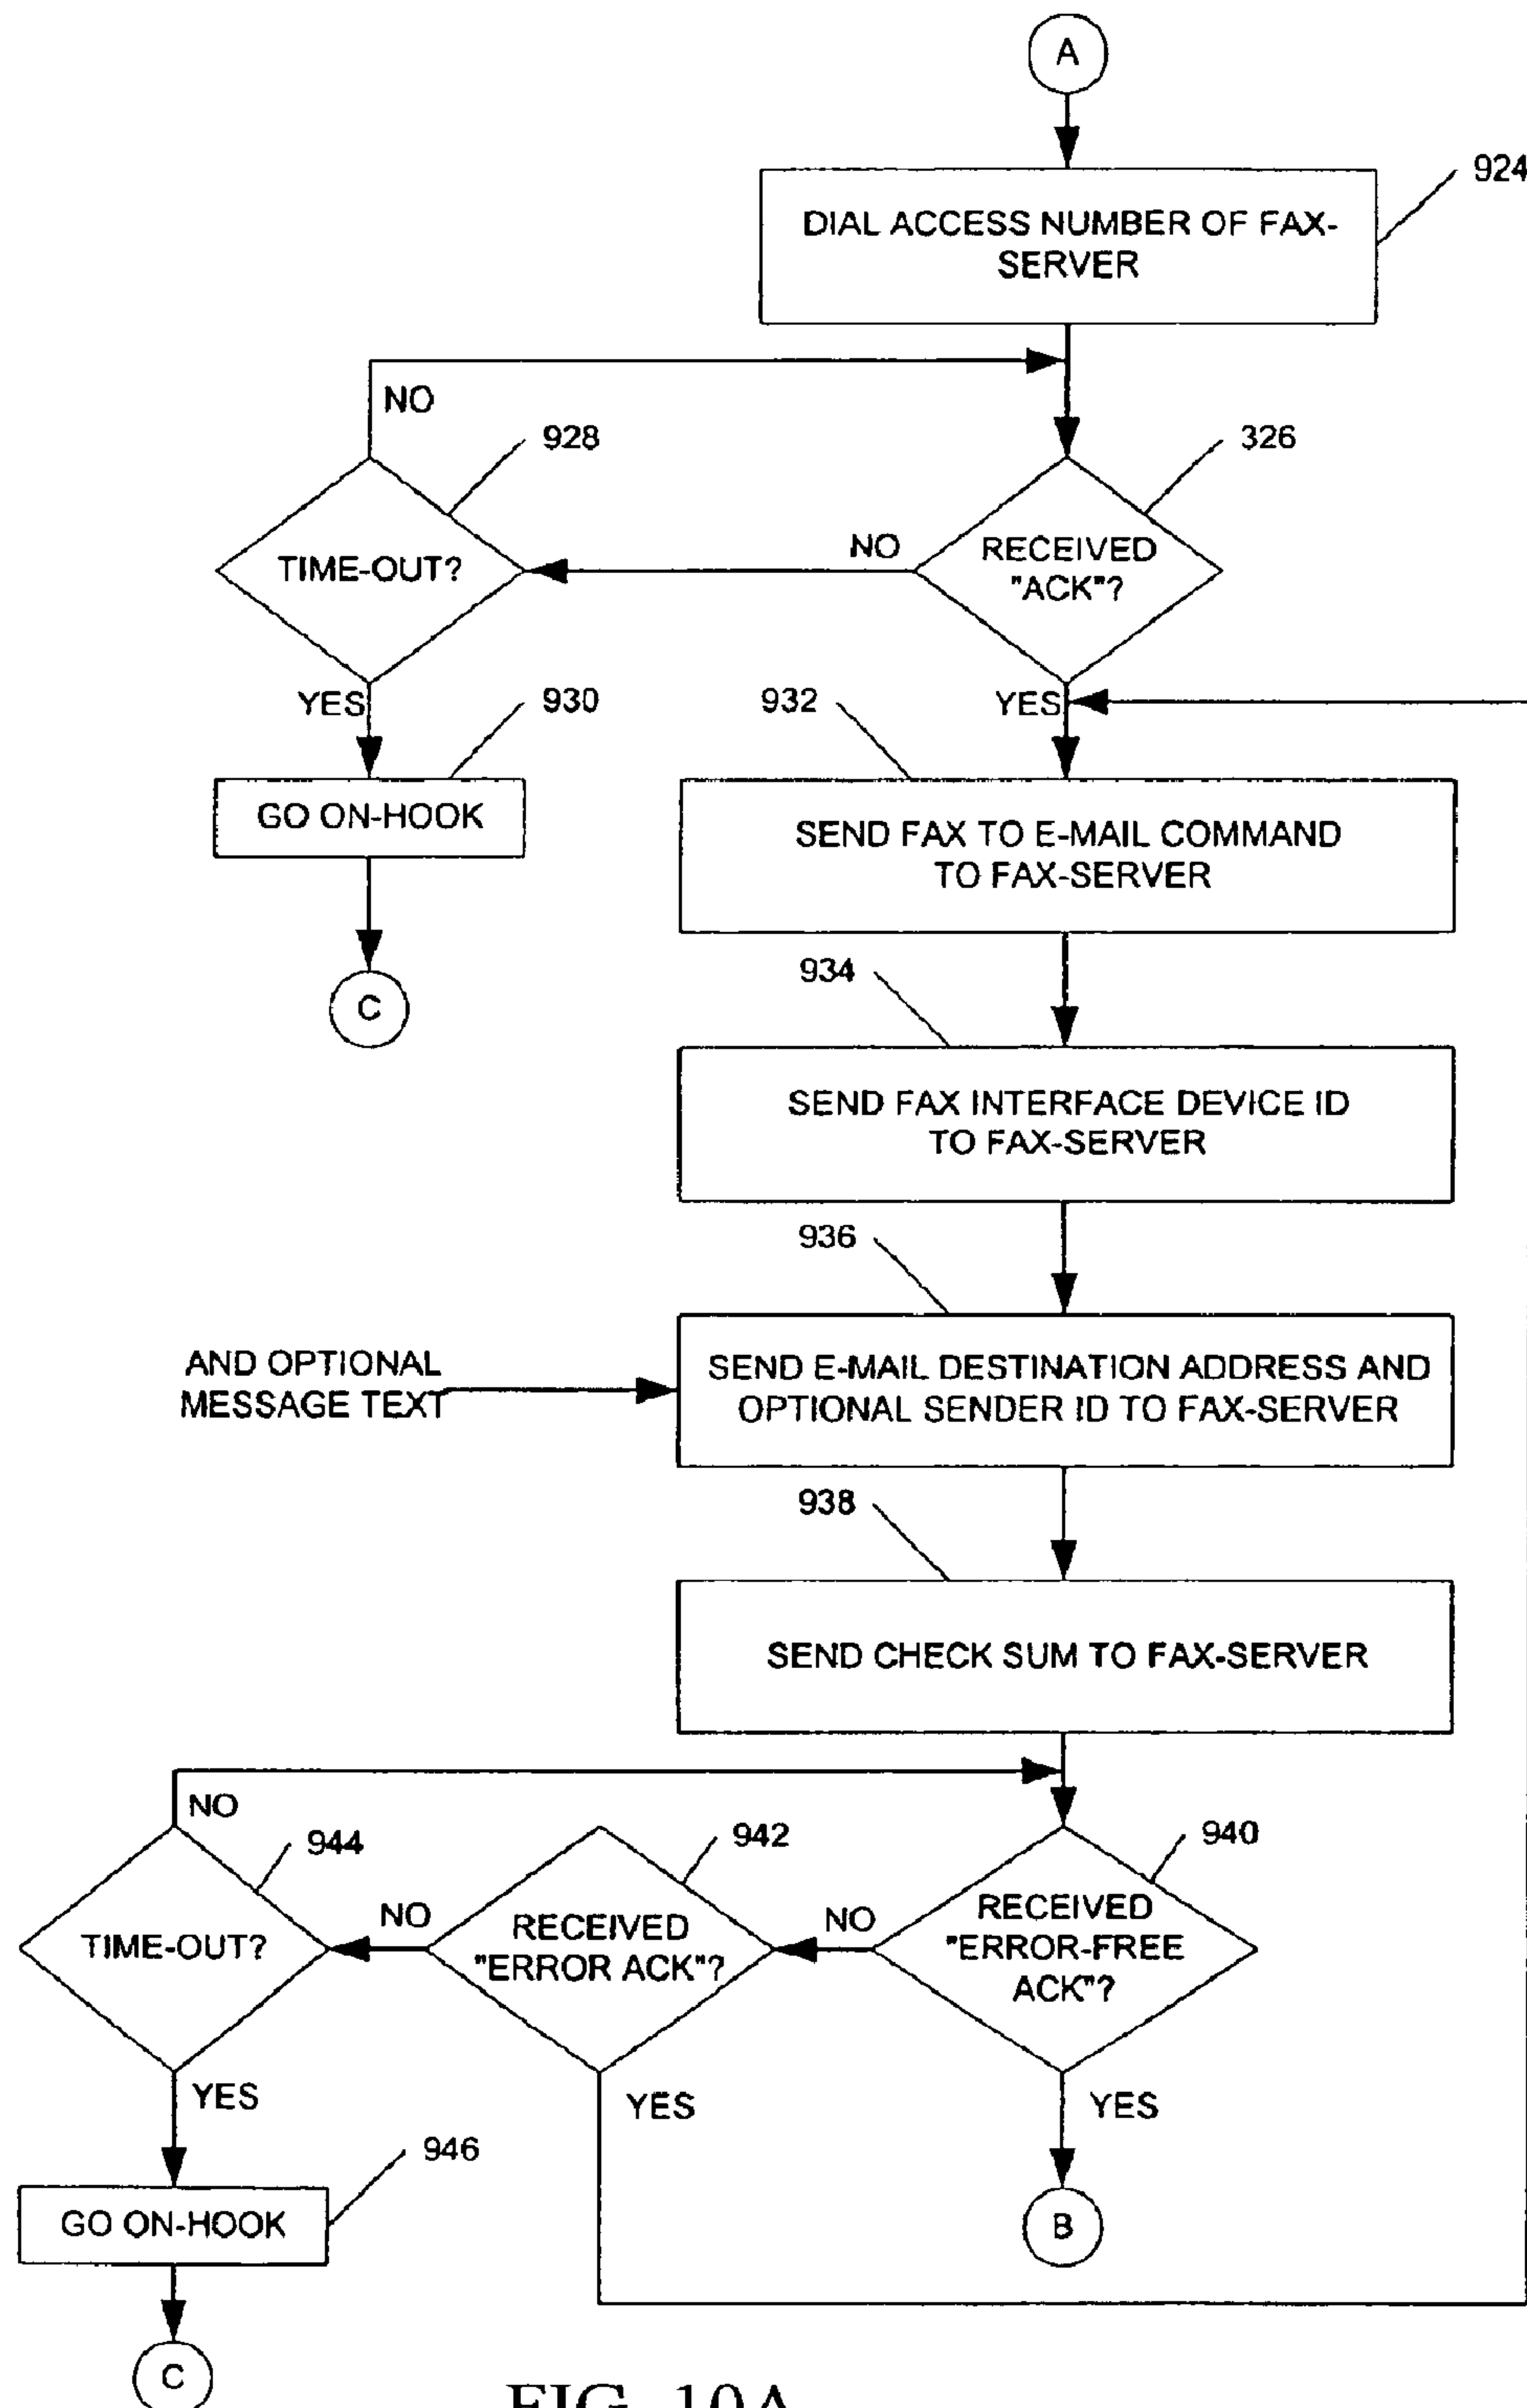 A
924
DIAL ACCESS NUMBER OF FAX-
SERVER
NO
928
326
TIME-OUT?
NO
RECEIVED
"ACK"?
YES
930
932
YES
GO ON-HOOK
SEND FAX TO E-MAIL COMMAND
TO FAX-SERVER
C
934
SEND FAX INTERFACE DEVICE ID
TO FAX-SERVER
936
AND OPTIONAL
MESSAGE TEXT
SEND E-MAIL DESTINATION ADDRESS AND
OPTIONAL SENDER ID TO FAX-SERVER
938
SEND CHECK SUM TO FAX-SERVER
NO
944
942
940
TIME-OUT?
NO
RECEIVED
"ERROR ACK"?
NO
RECEIVED
"ERROR-FREE
ACK"?
YES
YES
YES
946
GO ON-HOOK
B
C
FIG. 10A